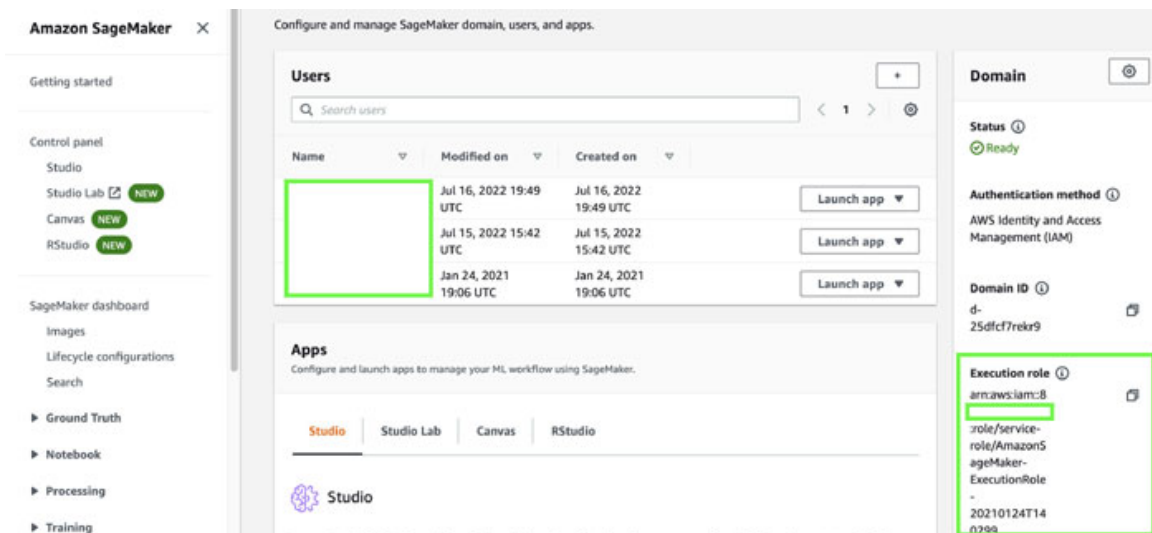 Amazon SageMaker
Getting started
Control panel
Studio
Studio Lab NEW
Canvas NEW
RStudio NEW
SageMaker dashboard
Images
Lifecycle configurations
Search
Ground Truth
Notebook
Processing
Training
Configure and manage SageMaker domain, users, and apps.
Users
+
Search users
1
Name Modified on Created on
Jul 16, 2022 19:49 Jul 16, 2022
UTC 19:49 UTC
Launch app
Jul 15, 2022 15:42 Jul 15, 2022
UTC 15:42 UTC
Launch app
Jan 24, 2021 Jan 24, 2021
19:06 UTC 19:06 UTC
Launch app
Apps
Configure and launch apps to manage your ML workflow using SageMaker.
Studio Studio Lab Canvas RStudio
Studio
Domain
Status
Ready
Authentication method
AWS Identity and Access
Management (IAM)
Domain ID
d-
25dfcf7rekr9
Execution role
arn:aws:iam::8
:role/service-
role/AmazonS
ageMaker-
ExecutionRole
-
20210124T14
0299